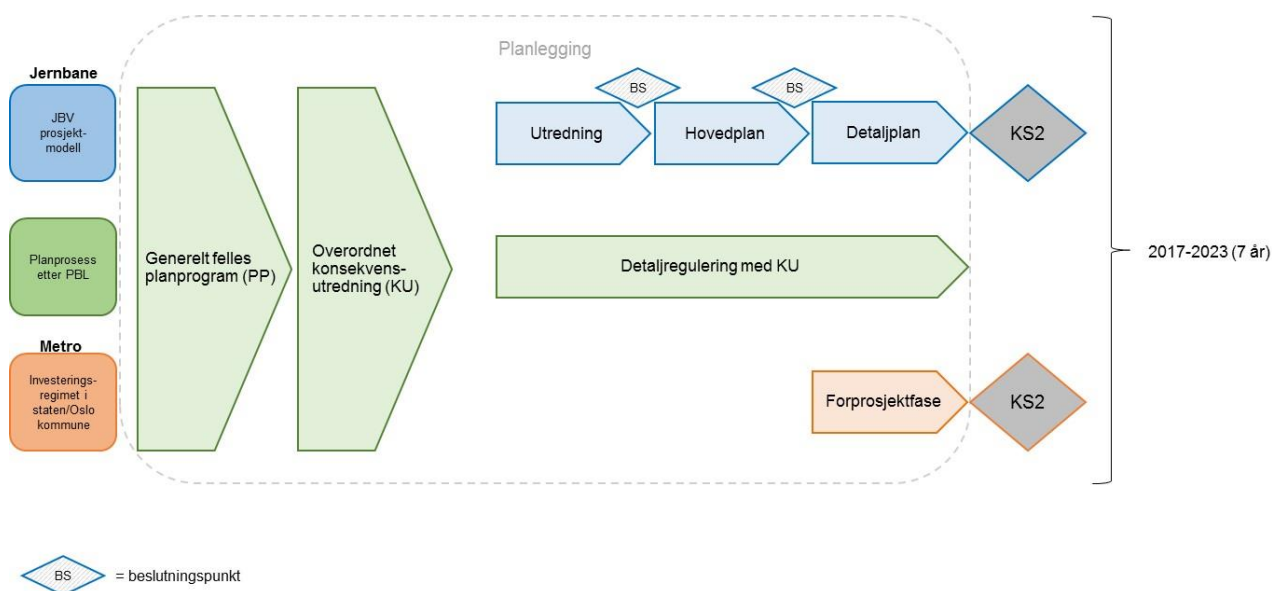 Planlegging
Jernbane
JBV
prosjekt-
modell
BS
BS
Utredning
Hovedplan
Detaljplan
KS2
Planprosess
etter PBL
Generelt felles
planprogram (PP)
Overordnet
konsekvens-
utredning (KU)
Detaljregulering med KU
2017-2023 (7 år)
Metro
Investerings-
regimet i
staten/Oslo
kommune
Forprosjektfase
KS2
BS
= beslutningspunkt